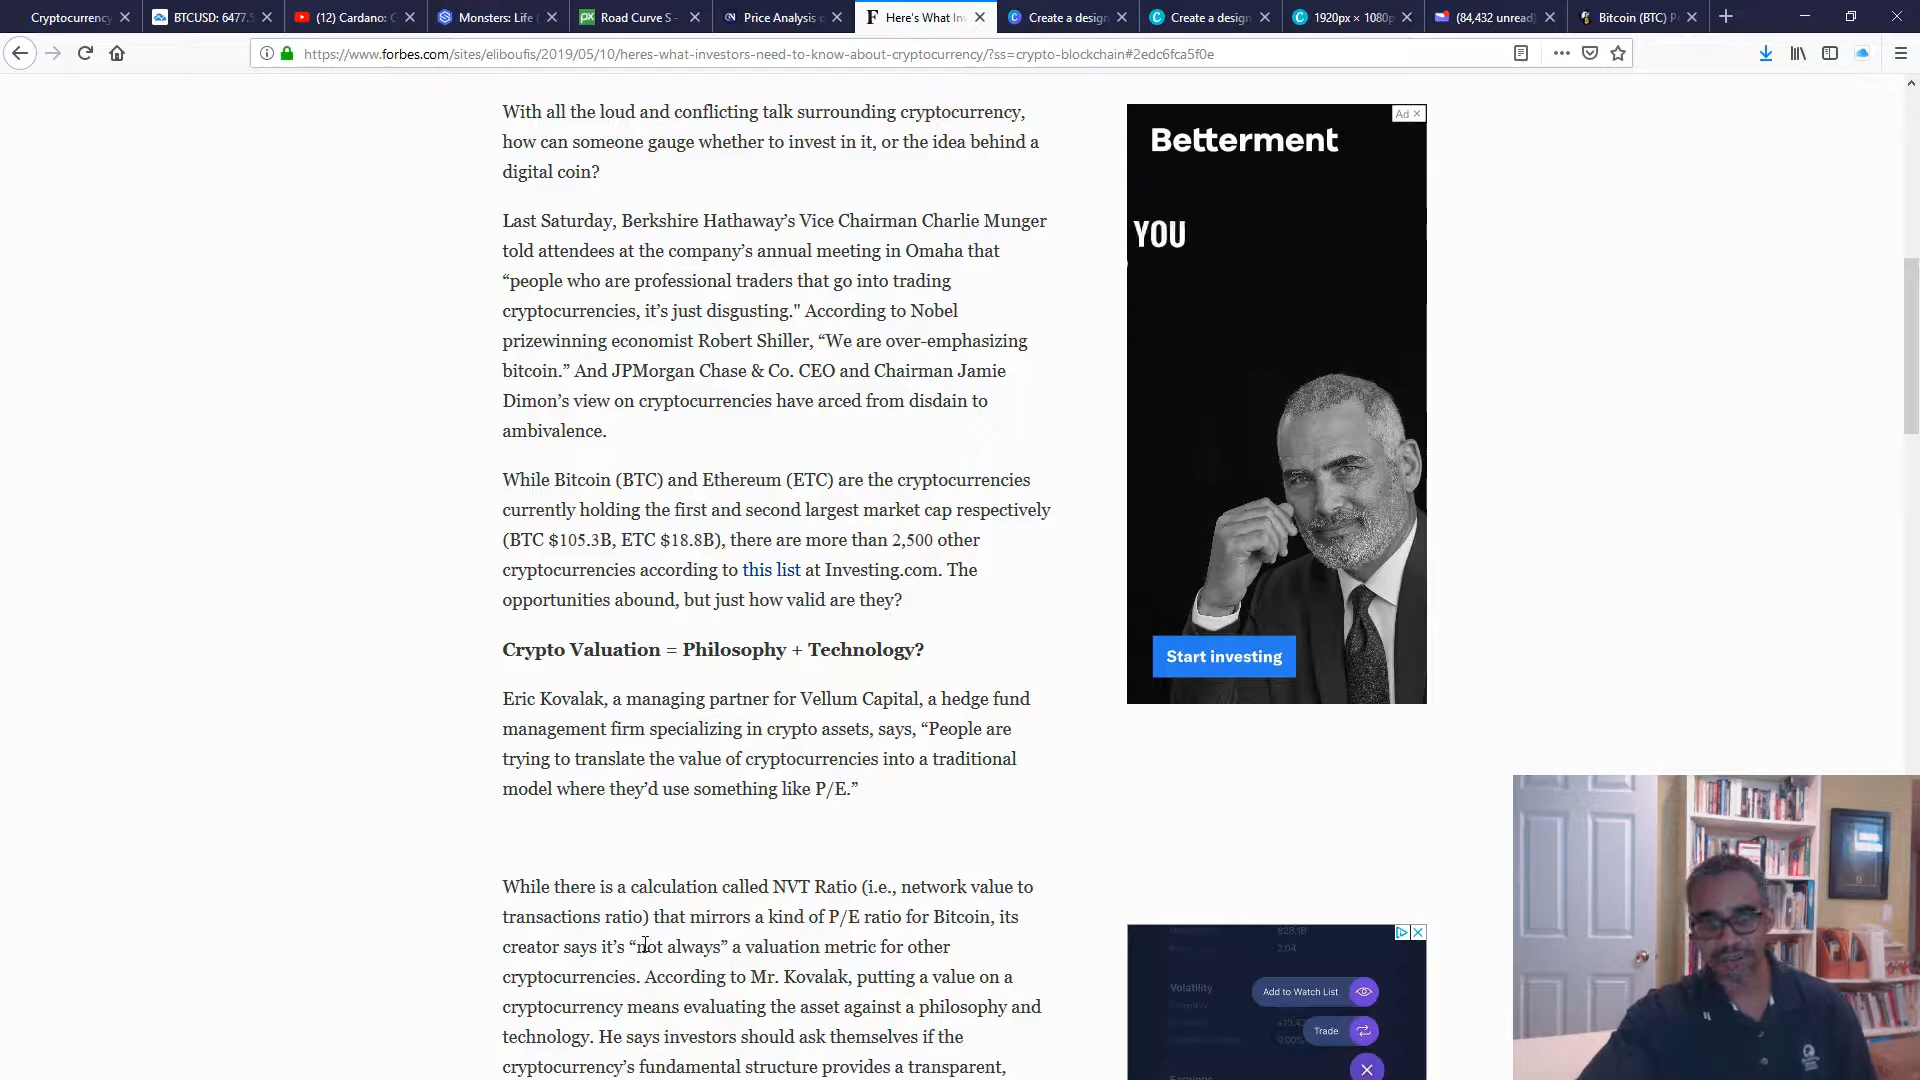 Cryptocurrency
BTCUSD: 6477.5
(12) Cardano: C
Monsters: Life
Road Curve S -
Price Analysis o
Here's What In
Create a design
Create a design
1920px × 1080p
(84,432 unread)
Bitcoin (BTC) P
https://www.forbes.com/sites/eliboufis/2019/05/10/heres-what-investors-need-to-know-about-cryptocurrency/?ss=crypto-blockchain#2edc6fca5f0e
With all the loud and conflicting talk surrounding cryptocurrency,
how can someone gauge whether to invest in it, or the idea behind a
digital coin?
Last Saturday, Berkshire Hathaway’s Vice Chairman Charlie Munger
told attendees at the company’s annual meeting in Omaha that
“people who are professional traders that go into trading
cryptocurrencies, it’s just disgusting." According to Nobel
prizewinning economist Robert Shiller, “We are over-emphasizing
bitcoin.” And JPMorgan Chase & Co. CEO and Chairman Jamie
Dimon’s view on cryptocurrencies have arced from disdain to
ambivalence.
While Bitcoin (BTC) and Ethereum (ETC) are the cryptocurrencies
currently holding the first and second largest market cap respectively
(BTC $105.3B, ETC $18.8B), there are more than 2,500 other
cryptocurrencies according to this list at Investing.com. The
opportunities abound, but just how valid are they?
Crypto Valuation = Philosophy + Technology?
Eric Kovalak, a managing partner for Vellum Capital, a hedge fund
management firm specializing in crypto assets, says, “People are
trying to translate the value of cryptocurrencies into a traditional
model where they’d use something like P/E.”
While there is a calculation called NVT Ratio (i.e., network value to
transactions ratio) that mirrors a kind of P/E ratio for Bitcoin, its
creator says it’s “not always” a valuation metric for other
cryptocurrencies. According to Mr. Kovalak, putting a value on a
cryptocurrency means evaluating the asset against a philosophy and
technology. He says investors should ask themselves if the
cryptocurrency’s fundamental structure provides a transparent,
Ad
Betterment
YOU
Start investing
2.04
Volatility
Add to Watch List
Trade